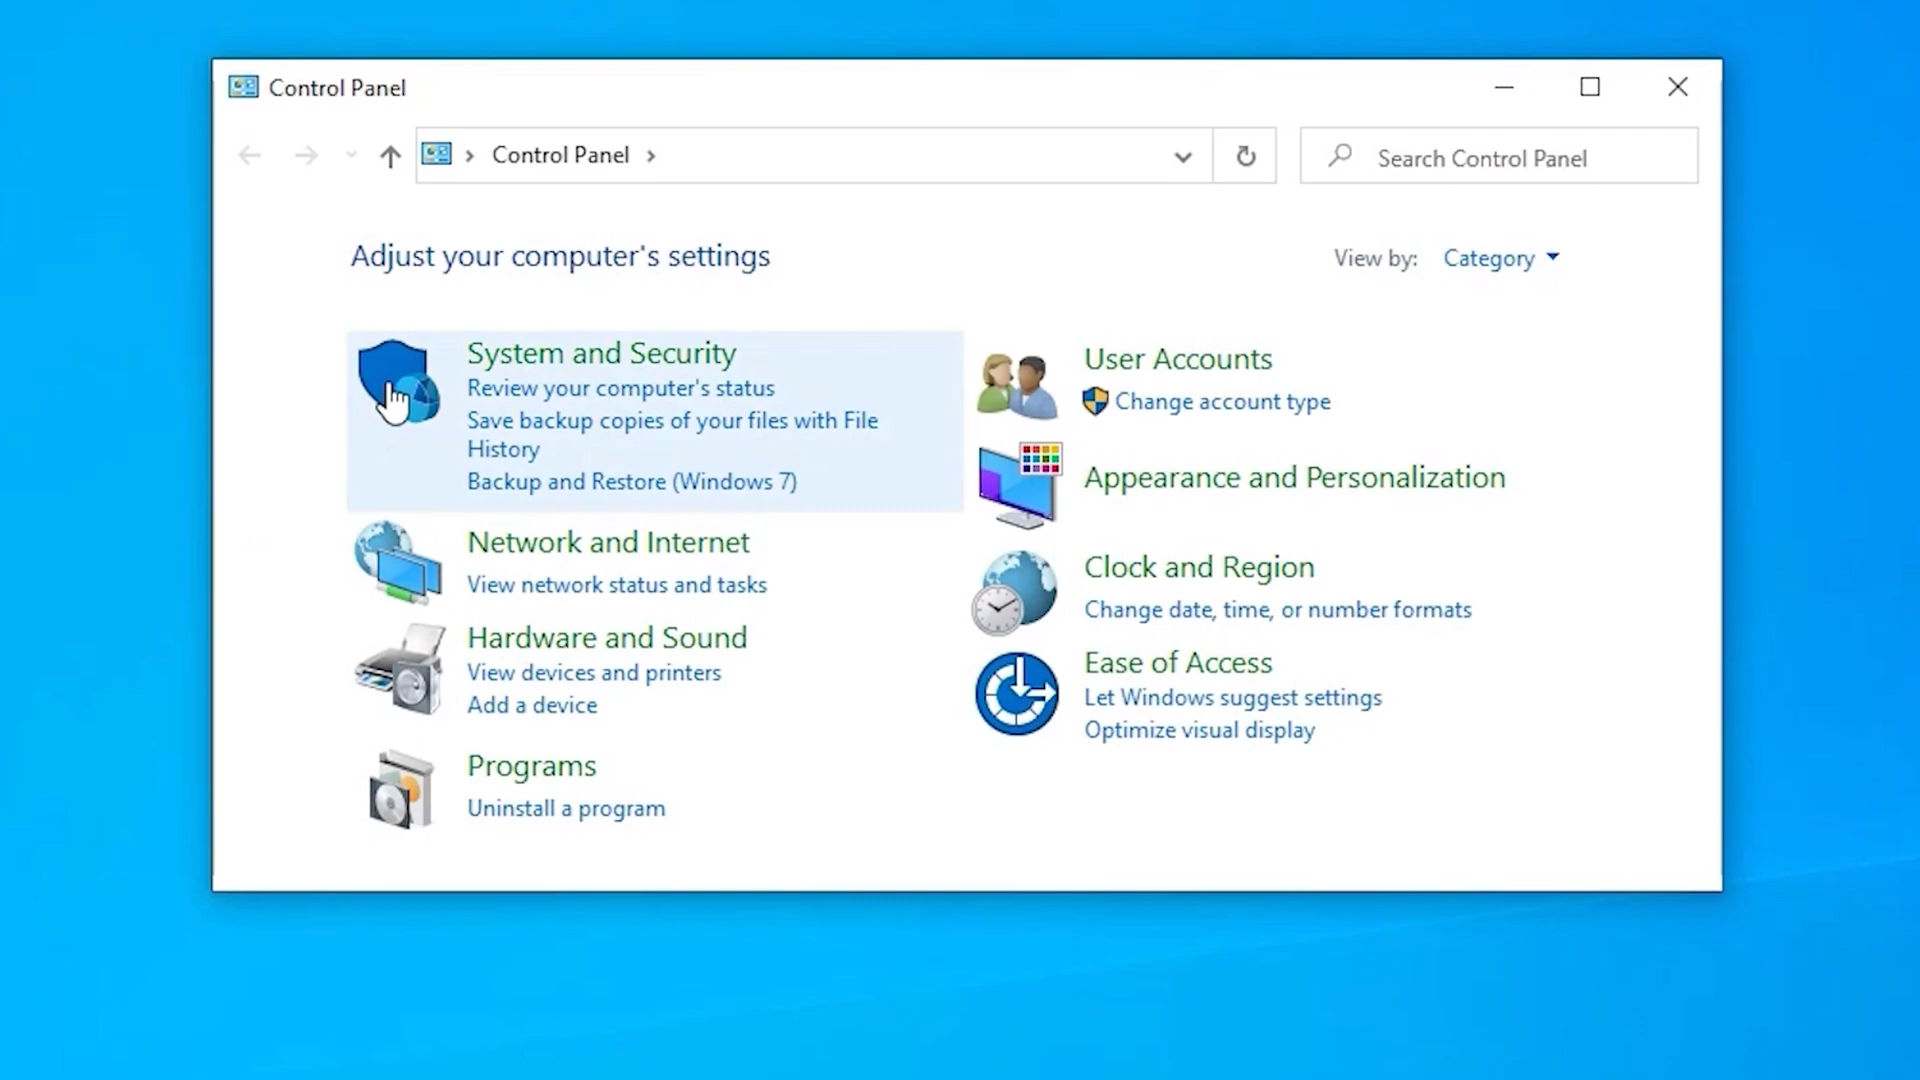 Control Panel
Control Panel
Search Control Panel
Adjust your computer's settings
View by: Category
System and Security
Review your computer's status
Save backup copies of your files with File
History
Backup and Restore (Windows 7)
Network and Internet
View network status and tasks
Hardware and Sound
View devices and printers
Add a device
Programs
Uninstall a program
User Accounts
Change account type
Appearance and Personalization
Clock and Region
Change date, time, or number formats
Ease of Access
Let Windows suggest settings
Optimize visual display